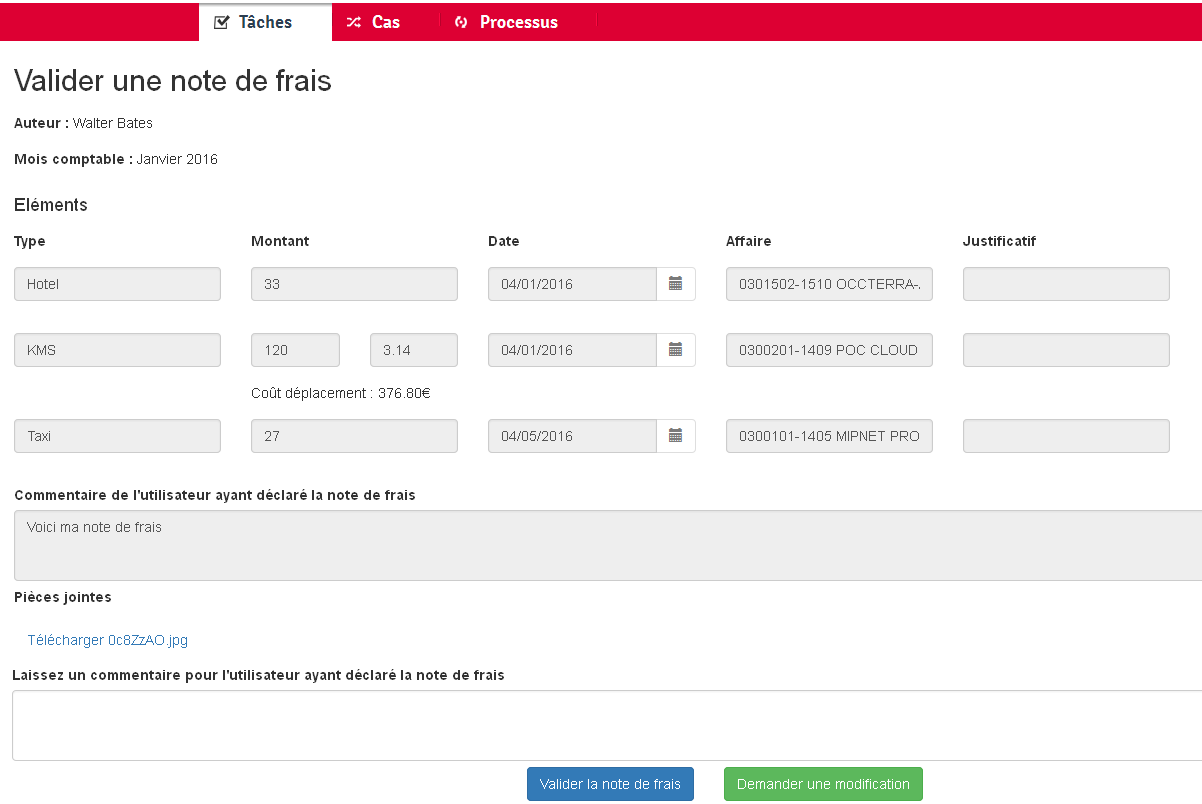 Tâches Cas Processus
Valider une note de frais
Auteur : Walter Bates
Mois comptable : Janvier 2016
Eléments
Type Montant Date Affaire Justificatif
Hotel 33 04/01/2016 0301502-1510 OCCTERRA-
KMS 120 3.14 04/01/2016 0300201-1409 POC CLOUD
Coût déplacement : 376.80€
Taxi 27 04/05/2016 0300101-1405 MIPNET PRO
Commentaire de l'utilisateur ayant déclaré la note de frais
Voici ma note de frais
Pièces jointes
Télécharger 0c8ZzAO.jpg
Laissez un commentaire pour l'utilisateur ayant déclaré la note de frais
Valider la note de frais Demander une modification